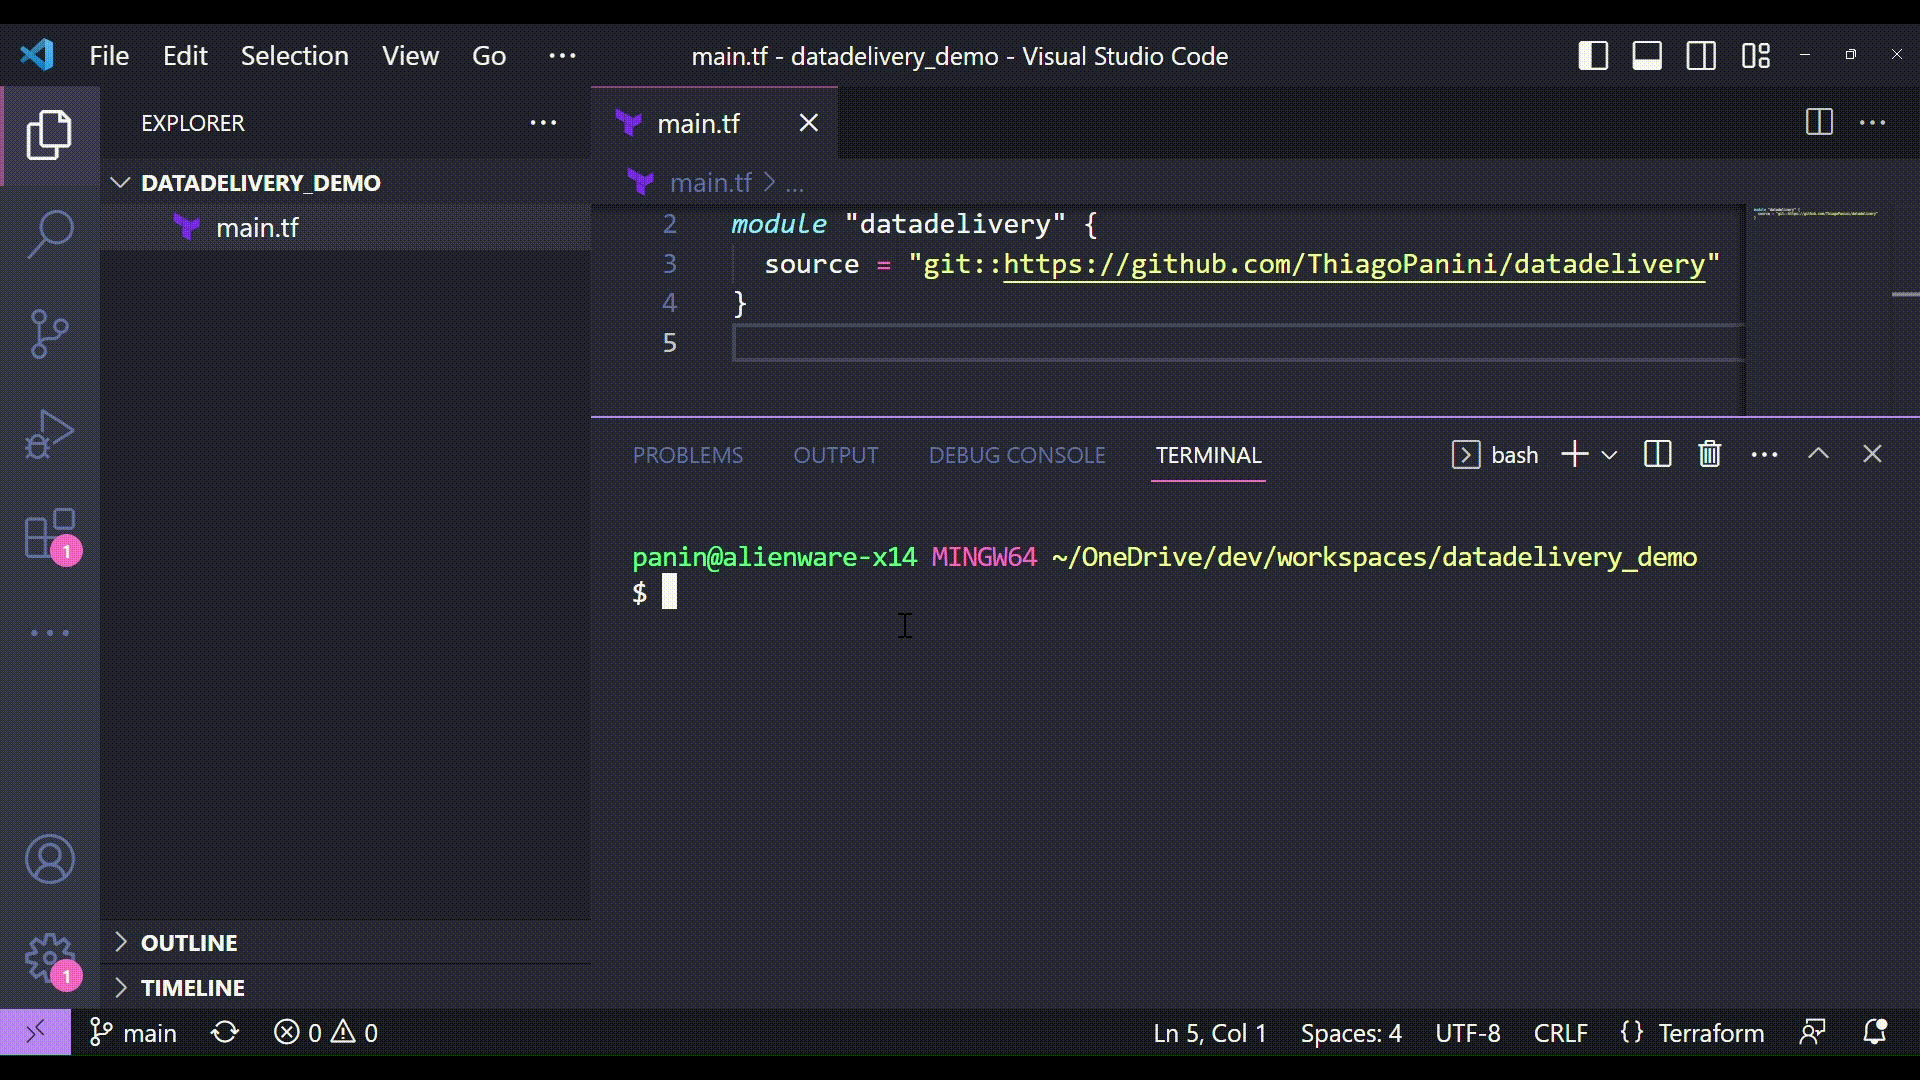 File Edit Selection View Go ...
main.tf - datadelivery_demo - Visual Studio Code
EXPLORER
DATADELIVERY_DEMO
main.tf
main.tf
main.tf > ...
2 module "datadelivery" {
3 source = "git::https://github.com/ThiagoPanini/datadelivery"
4 }
5
PROBLEMS OUTPUT DEBUG CONSOLE TERMINAL
bash
panin@alienware-x14 MINGW64 ~/OneDrive/dev/workspaces/datadelivery_demo
$
1
1
OUTLINE
TIMELINE
main 0 0 Ln 5, Col 1 Spaces: 4 UTF-8 CRLF {} Terraform